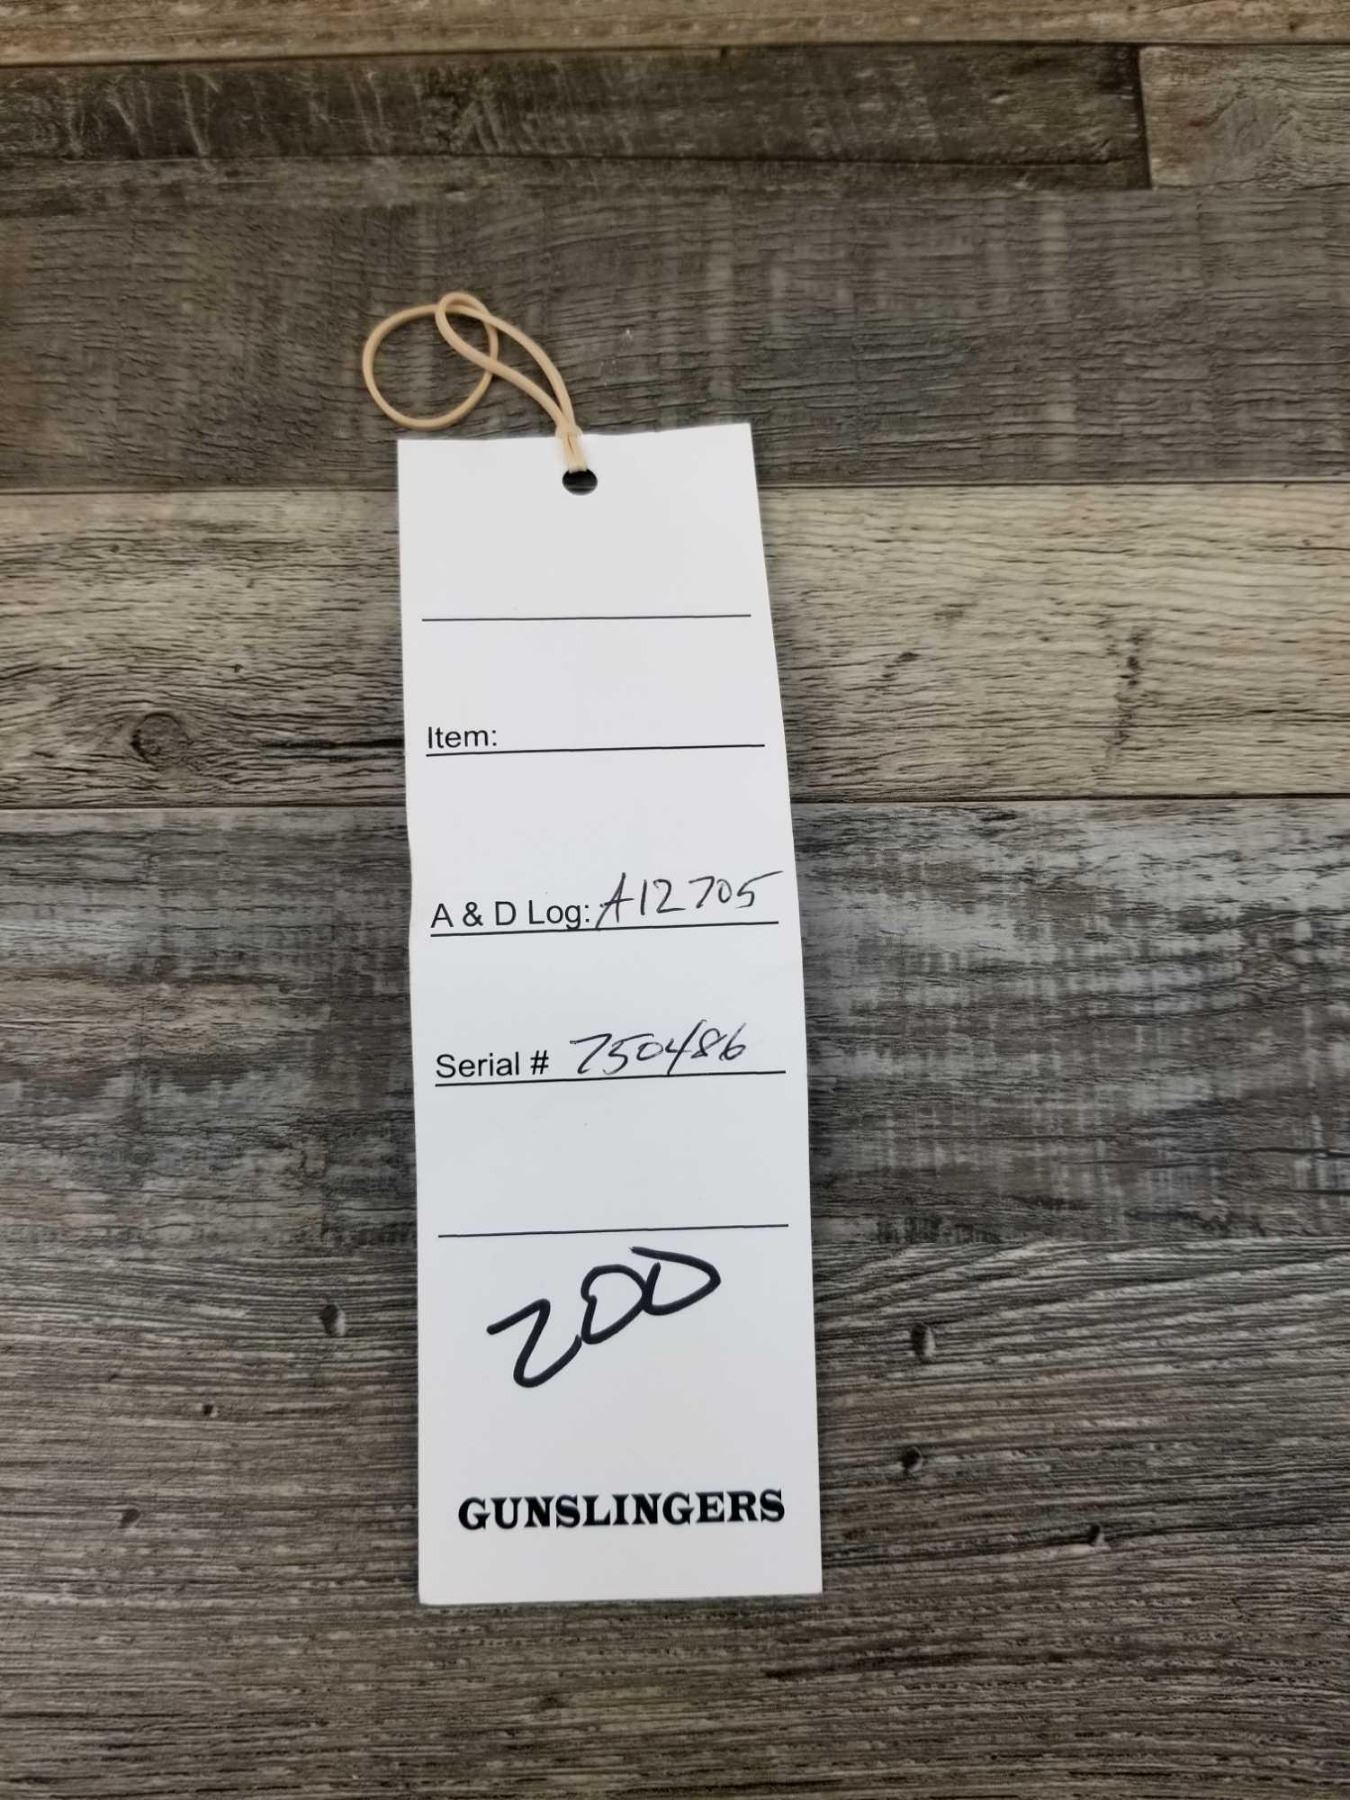 Item:
A & D Log: A12705
Serial # 750486
200
GUNSLINGERS